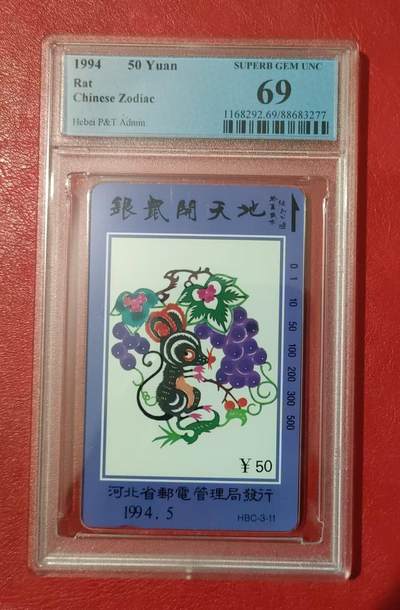 1994 50 Yuan
Rat
Chinese Zodiac
Hebei P&T Admin
SUPERB GEM UNC
69
1168292.69/88683277
銀鼠開天地
0 1 10 50 100 200 300 500
¥50
河北省郵電管理局發行
1994.5
HBC-3-11